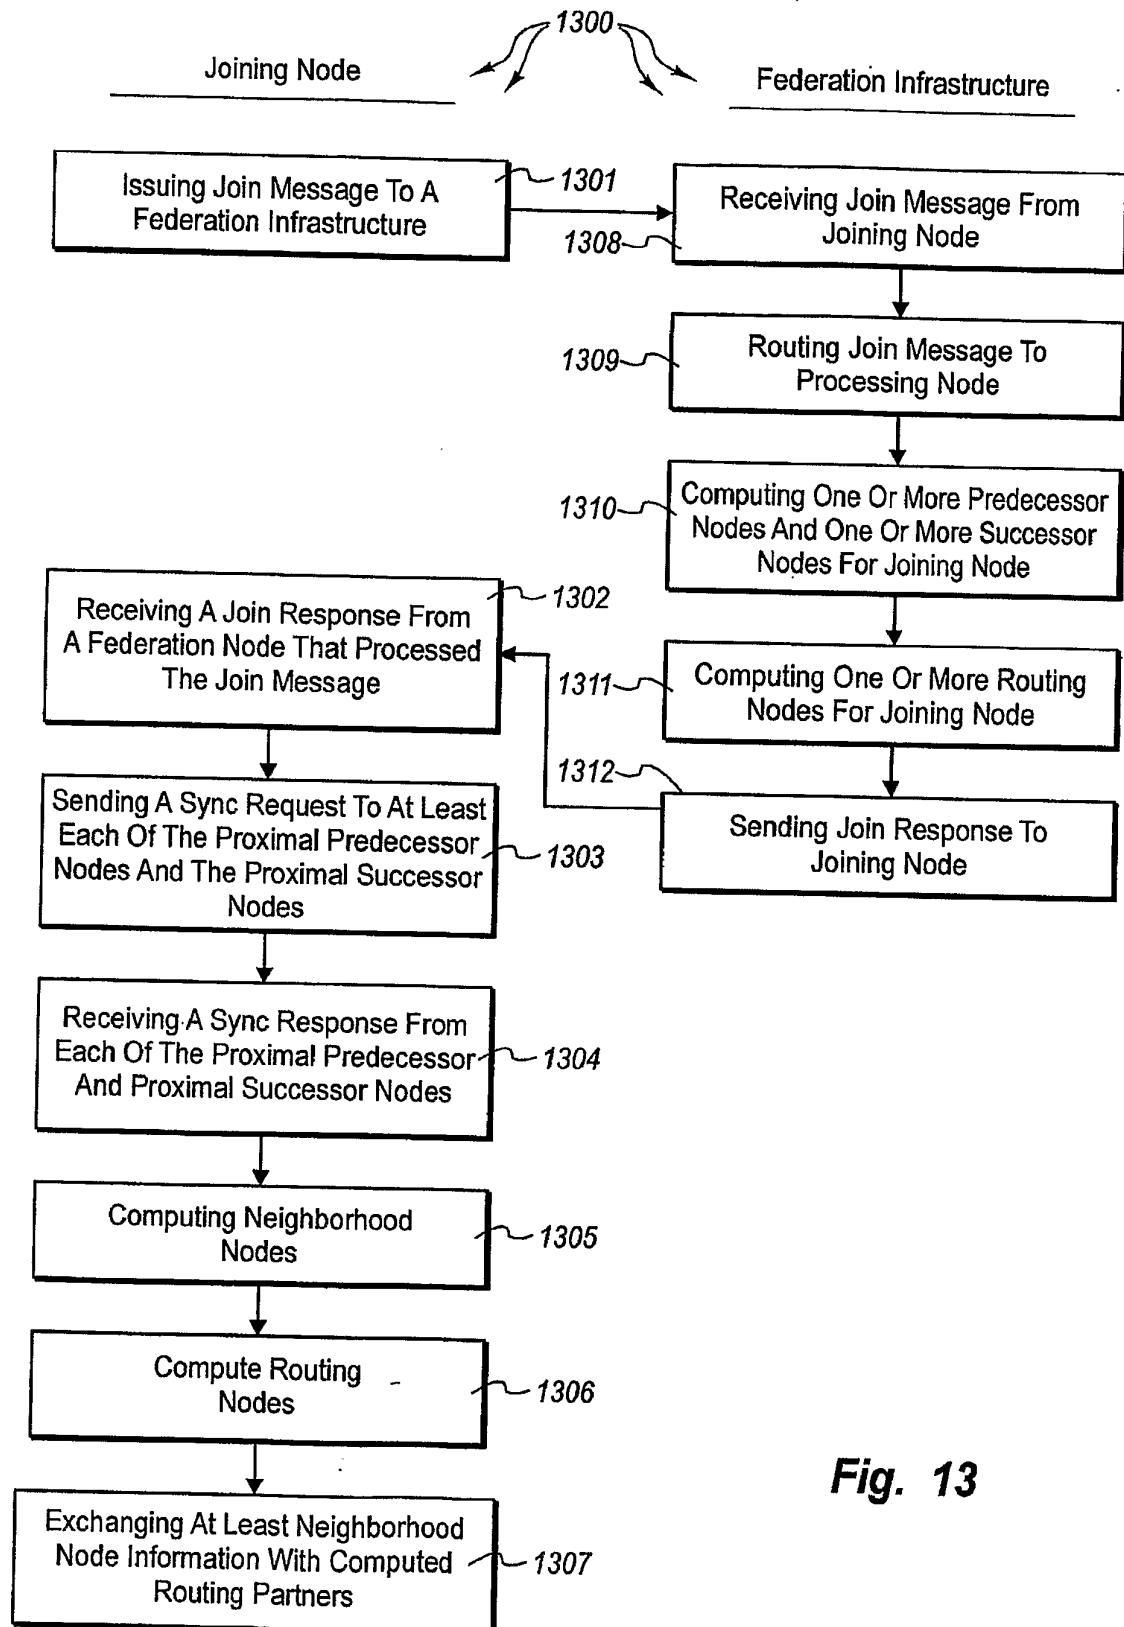 1300
Joining Node
Federation Infrastructure
Issuing Join Message To A
Federation Infrastructure
1301
Receiving Join Message From
Joining Node
1308
Routing Join Message To
Processing Node
1309
Computing One Or More Predecessor
Nodes And One Or More Successor
Nodes For Joining Node
1310
Receiving A Join Response From
A Federation Node That Processed
The Join Message
1302
Computing One Or More Routing
Nodes For Joining Node
1311
1312
Sending Join Response To
Joining Node
Sending A Sync Request To At Least
Each Of The Proximal Predecessor
Nodes And The Proximal Successor
Nodes
1303
Receiving A Sync Response From
Each Of The Proximal Predecessor
And Proximal Successor Nodes
1304
Computing Neighborhood
Nodes
1305
Compute Routing
Nodes
1306
Exchanging At Least Neighborhood
Node Information With Computed
Routing Partners
1307
Fig. 13